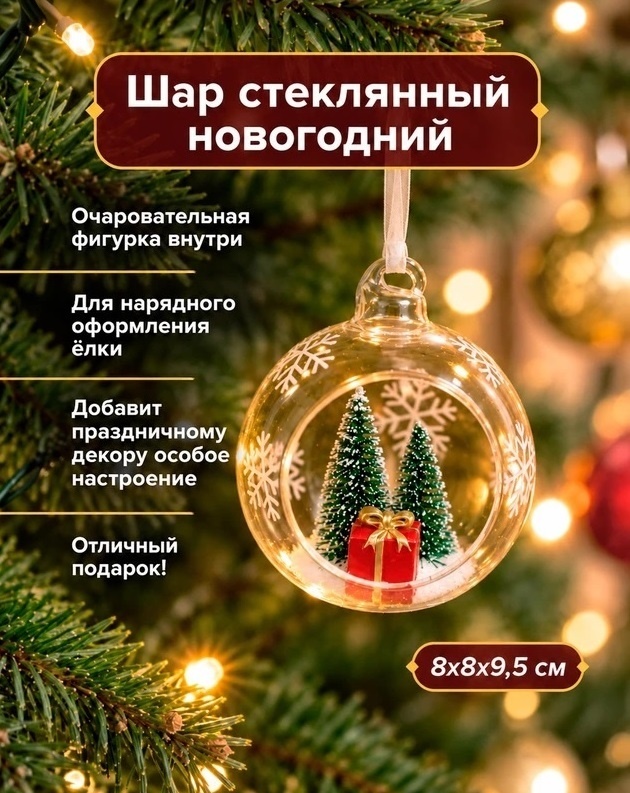 Шар стеклянный
новогодний
Очаровательная
фигурка внутри
Для нарядного
оформления
ёлки
Добавит
праздничному
декору особое
настроение
Отличный
подарок!
8х8х9,5 см